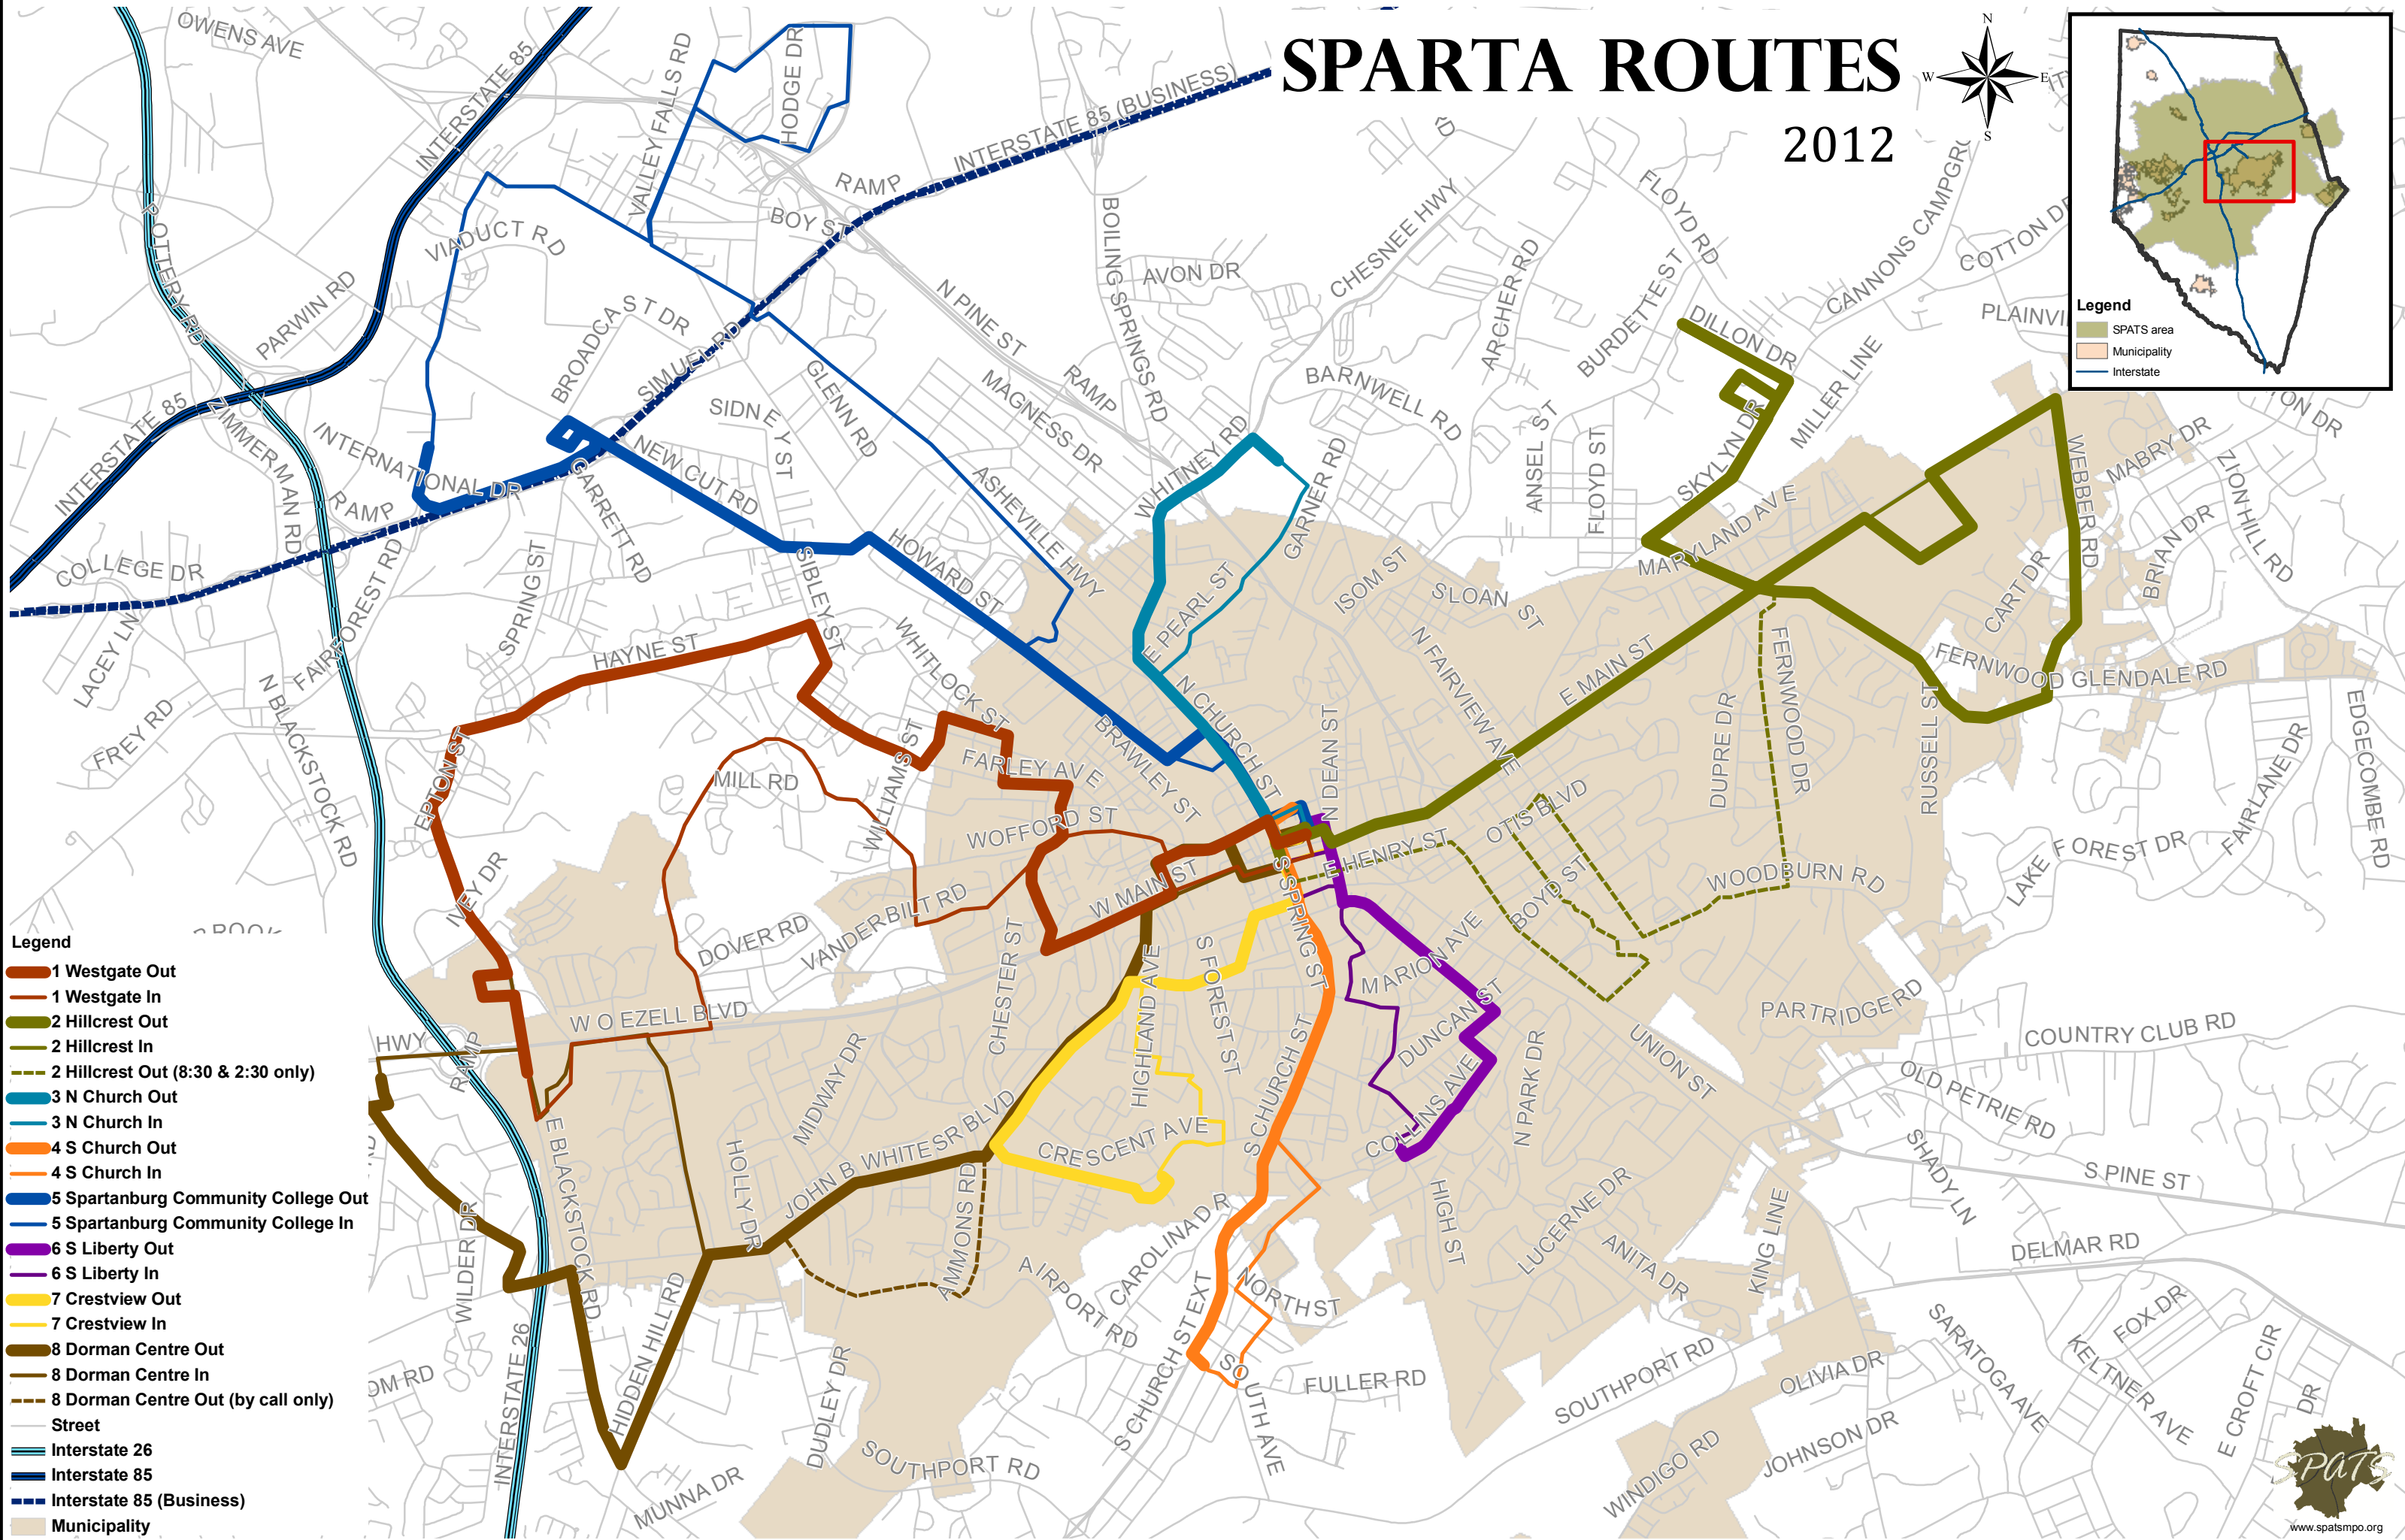 SPARTA ROUTES
2012
N
W
E
S
OWENS AVE
INTERSTATE 85
VALLEY FALLS RD
HODGE DR
INTERSTATE 85 (BUSINESS)
RAMP
BOY ST
VIADUCT RD
POTTERY RD
PARWIN RD
BROADCAST DR
SIMUEL RD
BOILING SPRINGS RD
AVON DR
CHESNEE HWY
N PINE ST
RAMP
MAGNESS DR
GLENN RD
SIDNEY ST
ARCHER RD
BURDETTE ST
FLOYD RD
DILLON DR
CANNONS CAMPGR
COTTON DR
PLAINVI
MILLER LINE
BARNWELL RD
WHITNEY RD
GARNER RD
ANSEL ST
FLOYD ST
SKYLYN DR
MARYLAND AVE
WEBBER RD
MABRY DR
ZION HILL RD
TON DR
BRIAN DR
CART DR
INTERSTATE 85
ZIMMERMAN RD
INTERNATIONAL DR
RAMP
GARRETT RD
NEW CUT RD
COLLEGE DR
LACEY LN
FAIRFOREST RD
SPRING ST
SIBLEY ST
HOWARD ST
ASHEVILLE HWY
E PEARL ST
ISOM ST
SLOAN ST
N FAIRVIEW AVE
E MAIN ST
FERNWOOD DR
DUPRE DR
RUSSELL ST
FERNWOOD GLENDALE RD
EDGECOMBE RD
FAIRLANE DR
FREY RD
N BLACKSTOCK RD
HAYNE ST
WHITLOCK ST
N CHURCH ST
BRAWLEY ST
FARLEY AVE
WILLIAMS ST
MILL RD
EPTON ST
WOFFORD ST
N DEAN ST
E HENRY ST
OTIS BLVD
BOYD ST
WOODBURN RD
LAKE FOREST DR
IVEY DR
DOVER RD
VANDERBILT RD
W MAIN ST
CHESTER ST
HIGHLAND AVE
S FOREST ST
S SPRING ST
MARION AVE
DUNCAN ST
PARTRIDGE RD
COUNTRY CLUB RD
W O EZELL BLVD
HWY
RAMP
MIDWAY DR
S CHURCH ST
COLLINS AVE
N PARK DR
UNION ST
OLD PETRIE RD
SHADY LN
S PINE ST
E BLACKSTOCK RD
HOLLY DR
JOHN B WHITE SR BLVD
CRESCENT AVE
AMMONS RD
AIRPORT RD
CAROLINA DR
HIGH ST
LUCERNE DR
ANITA DR
KING LINE
DELMAR RD
WILDER DR
HIDDEN HILL RD
INTERSTATE 26
DUDLEY DR
S CHURCH ST EXT
NORTH ST
SOUTH AVE
FULLER RD
SOUTHPORT RD
OLIVIA DR
SARATOGA AVE
FOX DR
KELTNER AVE
E CROFT CIR
DR
OM RD
MUNNA DR
SOUTHPORT RD
WINDIGO RD
JOHNSON DR
Legend
1 Westgate Out
1 Westgate In
2 Hillcrest Out
2 Hillcrest In
2 Hillcrest Out (8:30 & 2:30 only)
3 N Church Out
3 N Church In
4 S Church Out
4 S Church In
5 Spartanburg Community College Out
5 Spartanburg Community College In
6 S Liberty Out
6 S Liberty In
7 Crestview Out
7 Crestview In
8 Dorman Centre Out
8 Dorman Centre In
8 Dorman Centre Out (by call only)
Street
Interstate 26
Interstate 85
Interstate 85 (Business)
Municipality
Legend
SPATS area
Municipality
Interstate
SPATS
www.spatsmpo.org